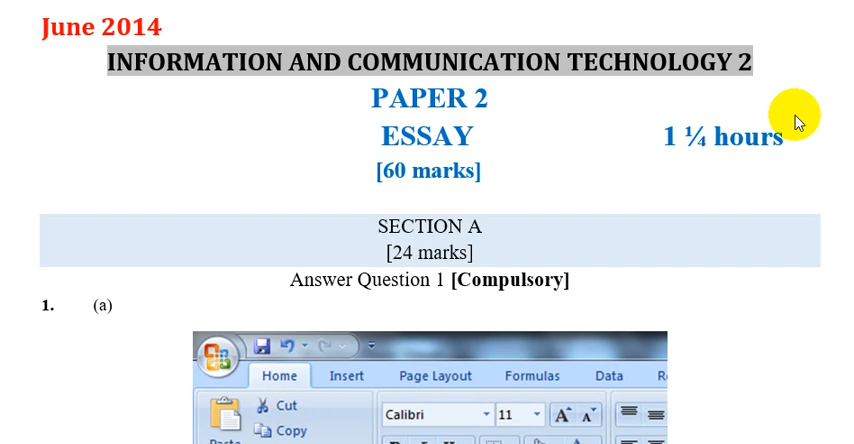 June 2014
INFORMATION AND COMMUNICATION TECHNOLOGY 2
PAPER 2
ESSAY 1 ¼ hours
[60 marks]
SECTION A
[24 marks]
Answer Question 1 [Compulsory]
1. (a)
Home Insert Page Layout Formulas Data
Cut
Calibri 11 A A
Copy